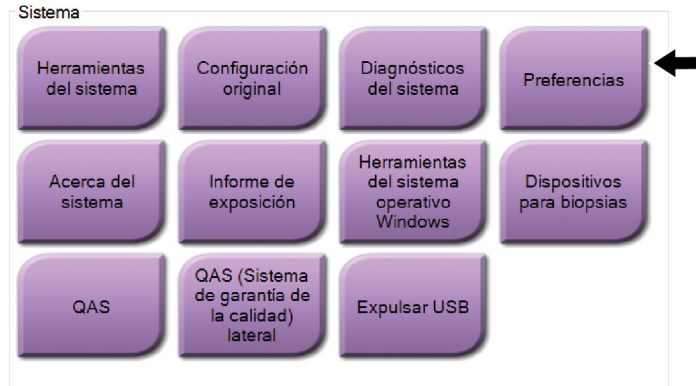 Sistema
Herramientas
del sistema
Configuración
original
Diagnósticos
del sistema
Preferencias
Acerca del
sistema
Informe de
exposición
Herramientas
del sistema
operativo
Windows
Dispositivos
para biopsias
QAS
QAS (Sistema
de garantía de
la calidad)
lateral
Expulsar USB